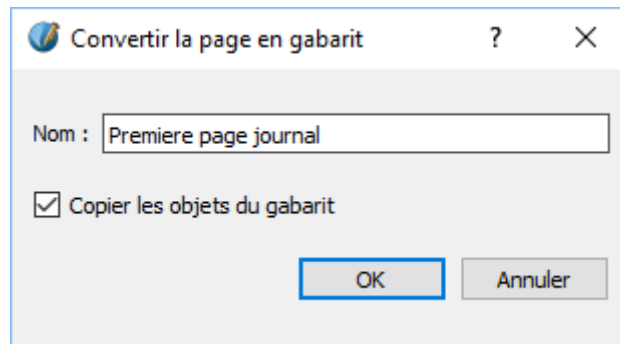 Convertir la page en gabarit ?
Nom : Premiere page journal
Copier les objets du gabarit
OK Annuler